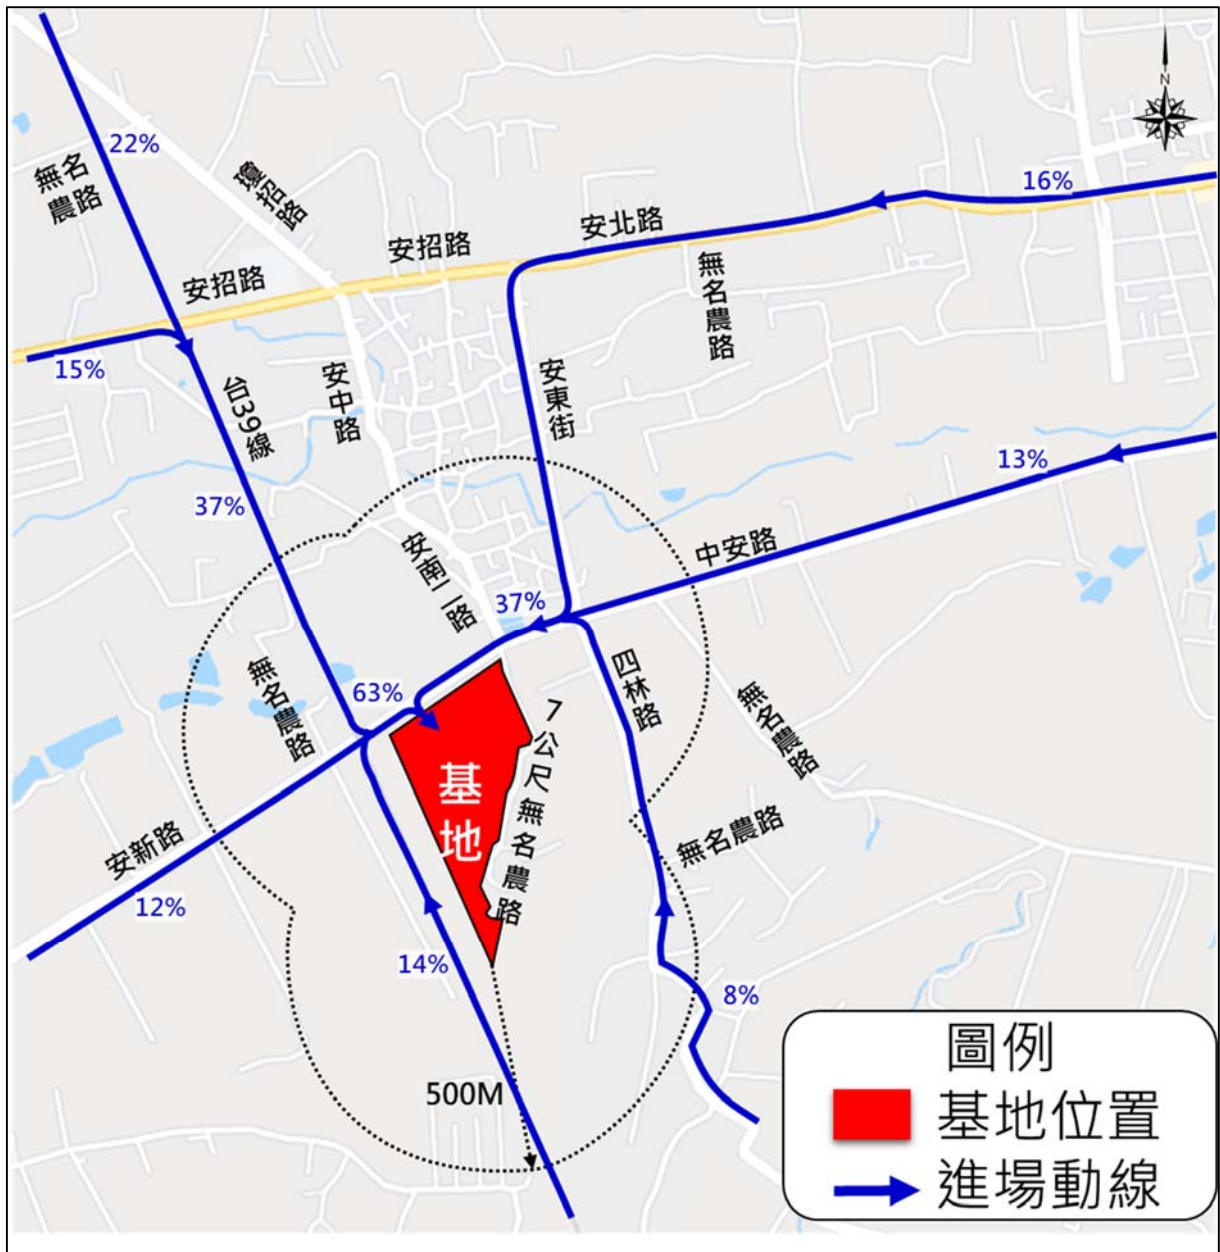 N
22%
無名農路
瓊招路
16%
安北路
安招路
安招路
無名農路
15%
台39線
安中路
安東街
13%
37%
中安路
安南二路
37%
四林路
無名農路
無名農路
63%
7公尺無名農路
基地
無名農路
安新路
12%
14%
8%
500M
圖例
基地位置
進場動線